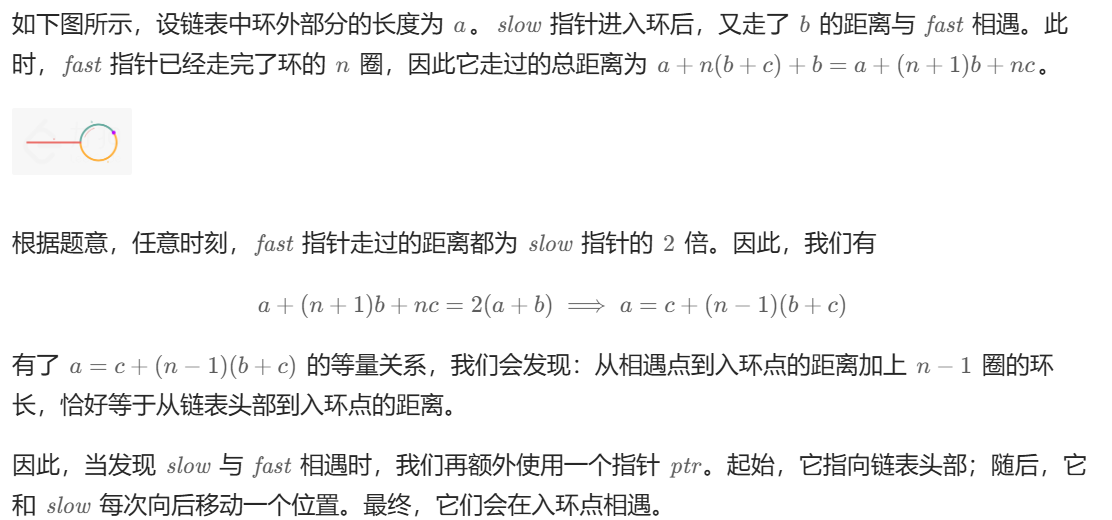 如下图所示，设链表中环外部分的长度为 a。slow 指针进入环后，又走了 b 的距离与 fast 相遇。此
时，fast 指针已经走完了环的 n 圈，因此它走过的总距离为 a + n(b + c) + b = a + (n + 1)b + nc。
根据题意，任意时刻，fast 指针走过的距离都为 slow 指针的 2 倍。因此，我们有
a + (n + 1)b + nc = 2(a + b) ⟹ a = c + (n − 1)(b + c)
有了 a = c + (n − 1)(b + c) 的等量关系，我们会发现：从相遇点到入环点的距离加上 n − 1 圈的环
长，恰好等于从链表头部到入环点的距离。
因此，当发现 slow 与 fast 相遇时，我们再额外使用一个指针 ptr。起始，它指向链表头部；随后，它
和 slow 每次向后移动一个位置。最终，它们会在入环点相遇。